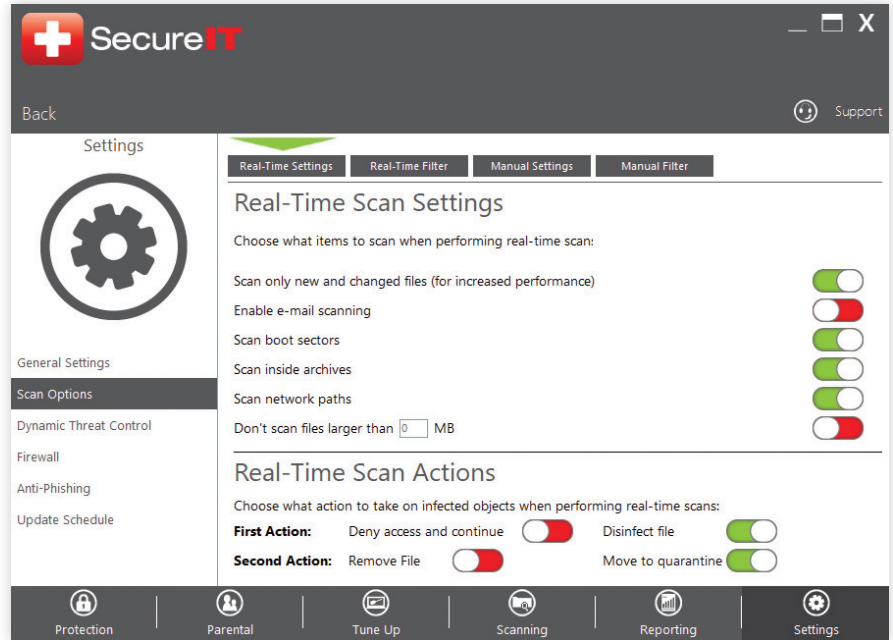 SecureIT
X
Back
Support
Settings
Real-Time Settings Real-Time Filter Manual Settings Manual Filter
Real-Time Scan Settings
Choose what items to scan when performing real-time scan:
Scan only new and changed files (for increased performance)
Enable e-mail scanning
Scan boot sectors
General Settings
Scan inside archives
Scan Options
Scan network paths
Dynamic Threat Control
Don't scan files larger than 0 MB
Firewall
Real-Time Scan Actions
Anti-Phishing
Choose what action to take on infected objects when performing real-time scans:
Update Schedule
First Action: Deny access and continue Disinfect file
Second Action: Remove File Move to quarantine
Protection Parental Tune Up Scanning Reporting Settings